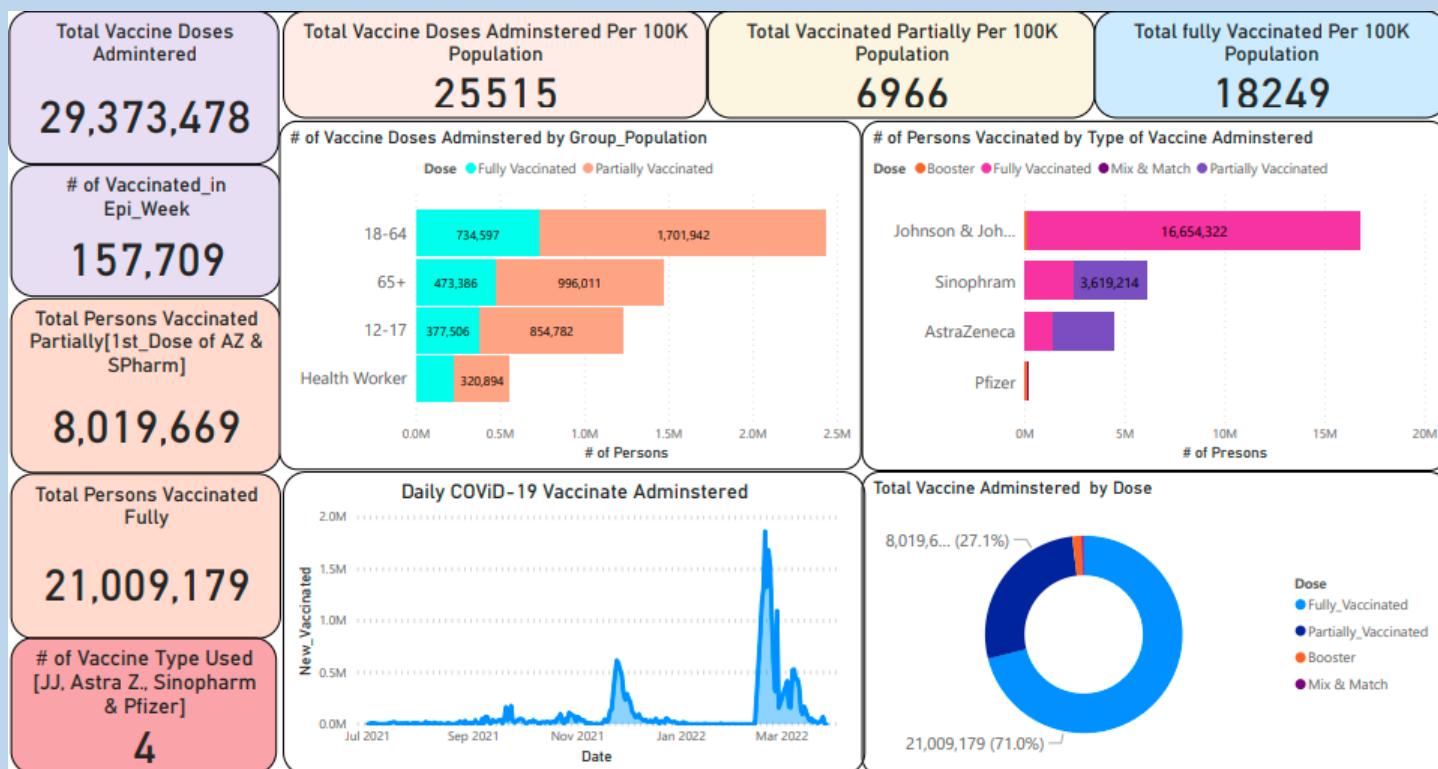 Total Vaccine Doses
Admintered
29,373,478
# of Vaccinated_in
Epi_Week
157,709
Total Persons Vaccinated
Partially[1st_Dose of AZ &
SPharm]
8,019,669
Total Persons Vaccinated
Fully
21,009,179
# of Vaccine Type Used
[JJ, Astra Z., Sinopharm
& Pfizer]
4
Total Vaccine Doses Adminstered Per 100K
Population
25515
Total Vaccinated Partially Per 100K
Population
6966
Total fully Vaccinated Per 100K
Population
18249
# of Vaccine Doses Adminstered by Group_Population
Dose Fully Vaccinated Partially Vaccinated
18-64 734,597 1,701,942
65+ 473,386 996,011
12-17 377,506 854,782
Health Worker 320,894
0.0M 0.5M 1.0M 2.0M 2.5M
# of Persons
# of Persons Vaccinated by Type of Vaccine Adminstered
Dose Booster Fully Vaccinated Mix & Match Partially Vaccinated
Johnson & Joh... 16,654,322
Sinophram 3,619,214
AstraZeneca
Pfizer
0M 5M 10M 15M 20M
# of Presons
Daily COViD-19 Vaccinate Adminstered
New_Vaccinated
2.0M
1.5M
1.0M
0.5M
0.0M
Jul 2021 Sep 2021 Nov 2021 Jan 2022 Mar 2022
Date
Total Vaccine Adminstered by Dose
8,019,6... (27.1%)
21,009,179 (71.0%)
Dose
Fully_Vaccinated
Partially_Vaccinated
Booster
Mix & Match